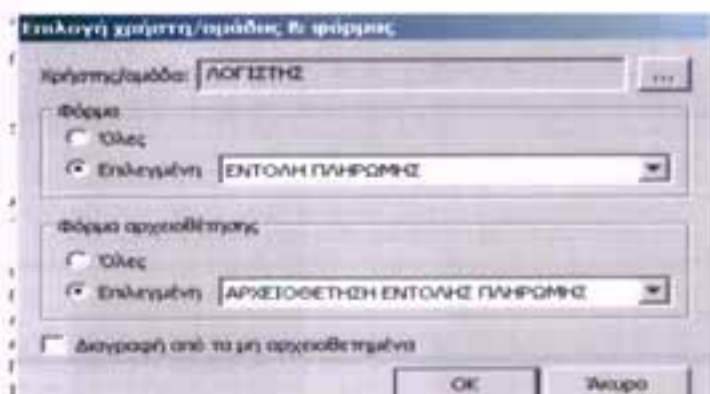 Επιλογή χρήστη/ομάδας & φόρμας
Χρήστης/ομάδα: ΛΟΓΙΣΤΗΣ ...
Φόρμα
Όλες
Επιλεγμένη ΕΝΤΟΛΗ ΠΛΗΡΩΜΗΣ
Φόρμα αρχειοθέτησης
Όλες
Επιλεγμένη ΑΡΧΕΙΟΘΕΤΗΣΗ ΕΝΤΟΛΗΣ ΠΛΗΡΩΜΗΣ
Διαγραφή από τα μη αρχειοθετημένα
OK Άκυρο